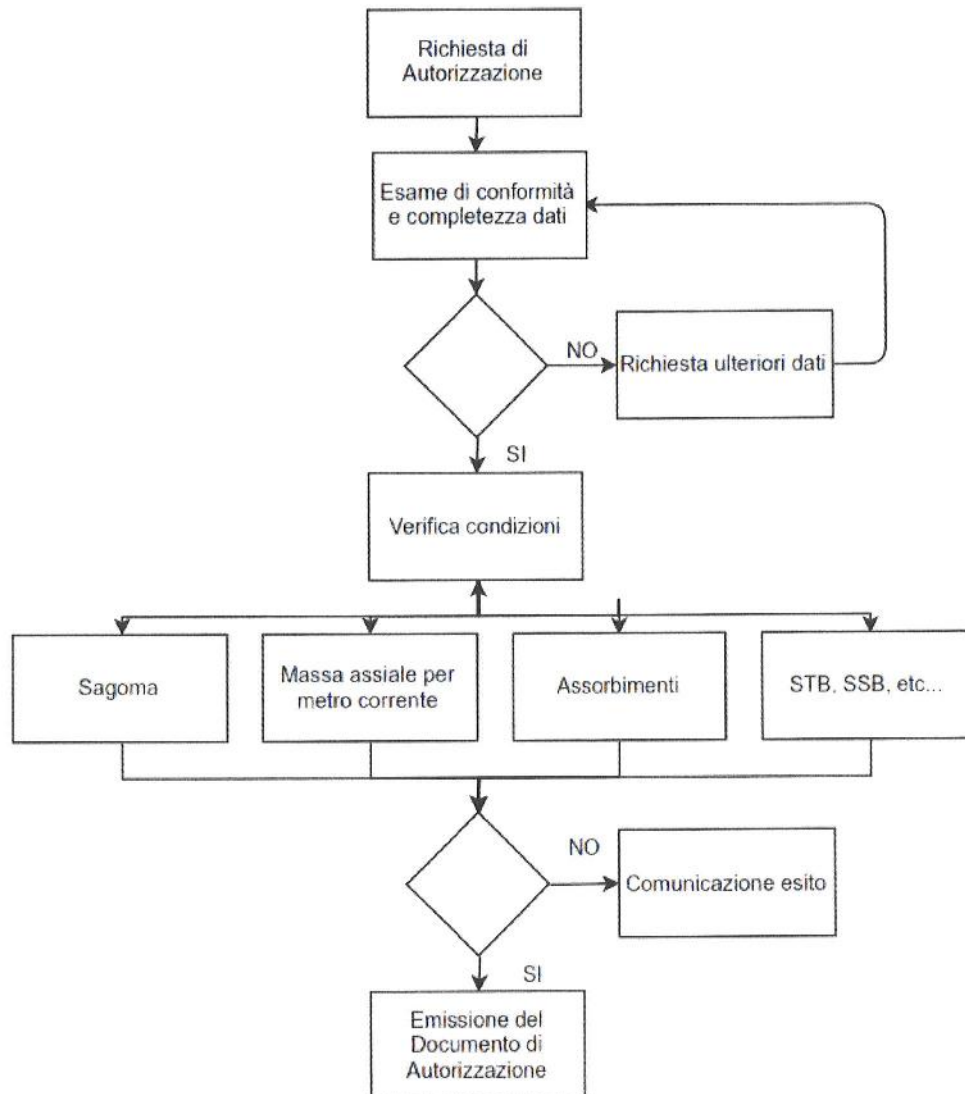 Richiesta di
Autorizzazione
Esame di conformità
e completezza dati
NO
Richiesta ulteriori dati
SI
Verifica condizioni
Sagoma
Massa assiale per
metro corrente
Assorbimenti
STB, SSB, etc...
NO
Comunicazione esito
SI
Emissione del
Documento di
Autorizzazione